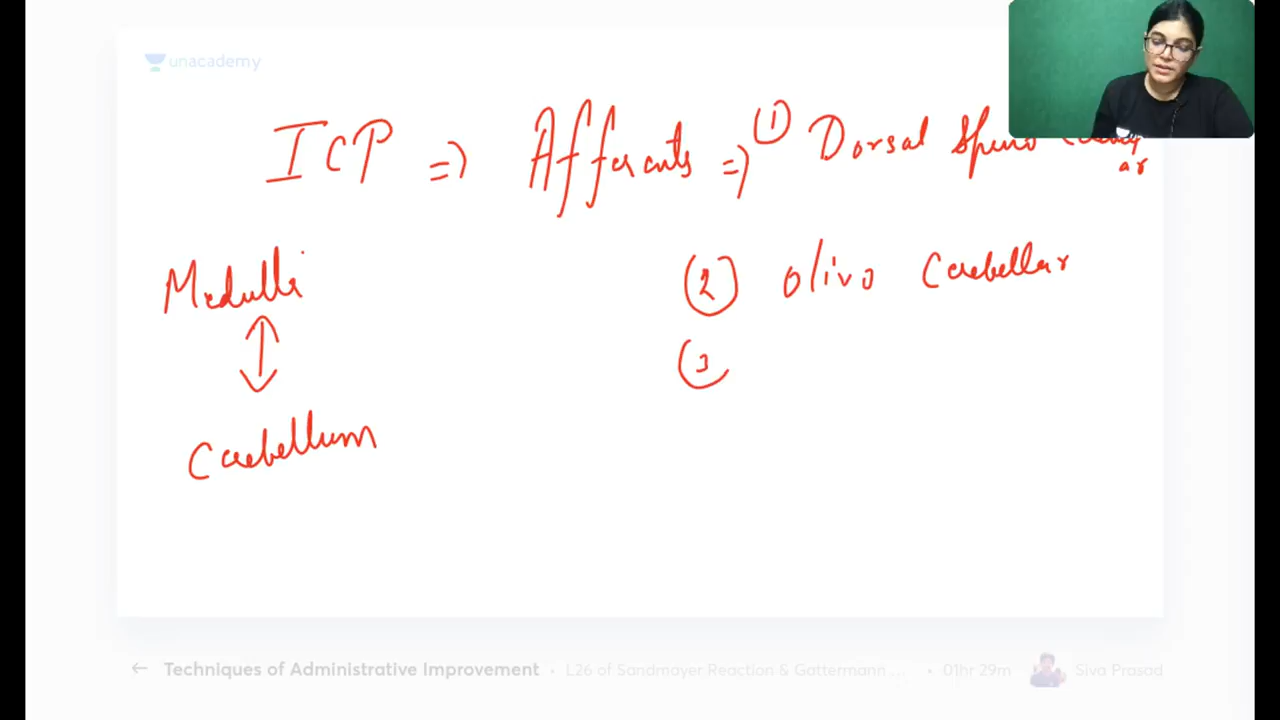 unacademy
ICP => Afferents => (1) Dorsal Spino
ar
Medulla
(2) Olivo Cerebellar
(3
Cerebellum
← Techniques of Administrative Improvement • L26 of Sandmayer Reaction & Gattermann ... • 01hr 29m Siva Prasad